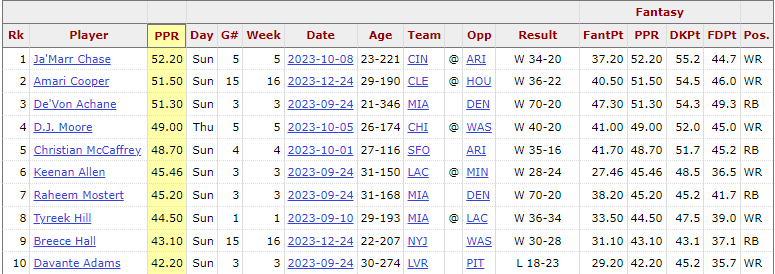 Fantasy
Rk Player PPR Day G# Week Date Age Team Opp Result FantPt PPR DKPt FDPt Pos.
1 Ja'Marr Chase 52.20 Sun 5 5 2023-10-08 23-221 CIN @ ARI W 34-20 37.20 52.20 55.2 44.7 WR
2 Amari Cooper 51.50 Sun 15 16 2023-12-24 29-190 CLE @ HOU W 36-22 40.50 51.50 54.5 46.0 WR
3 De'Von Achane 51.30 Sun 3 3 2023-09-24 21-346 MIA DEN W 70-20 47.30 51.30 54.3 49.3 RB
4 D.J. Moore 49.00 Thu 5 5 2023-10-05 26-174 CHI @ WAS W 40-20 41.00 49.00 52.0 45.0 WR
5 Christian McCaffrey 48.70 Sun 4 4 2023-10-01 27-116 SFO ARI W 35-16 41.70 48.70 51.7 45.2 RB
6 Keenan Allen 45.46 Sun 3 3 2023-09-24 31-150 LAC @ MIN W 28-24 27.46 45.46 48.5 36.5 WR
7 Raheem Mostert 45.20 Sun 3 3 2023-09-24 31-168 MIA DEN W 70-20 38.20 45.20 45.2 41.7 RB
8 Tyreek Hill 44.50 Sun 1 1 2023-09-10 29-193 MIA @ LAC W 36-34 33.50 44.50 47.5 39.0 WR
9 Breece Hall 43.10 Sun 15 16 2023-12-24 22-207 NYJ WAS W 30-28 31.10 43.10 43.1 37.1 RB
10 Davante Adams 42.20 Sun 3 3 2023-09-24 30-274 LVR PIT L 18-23 29.20 42.20 45.2 35.7 WR